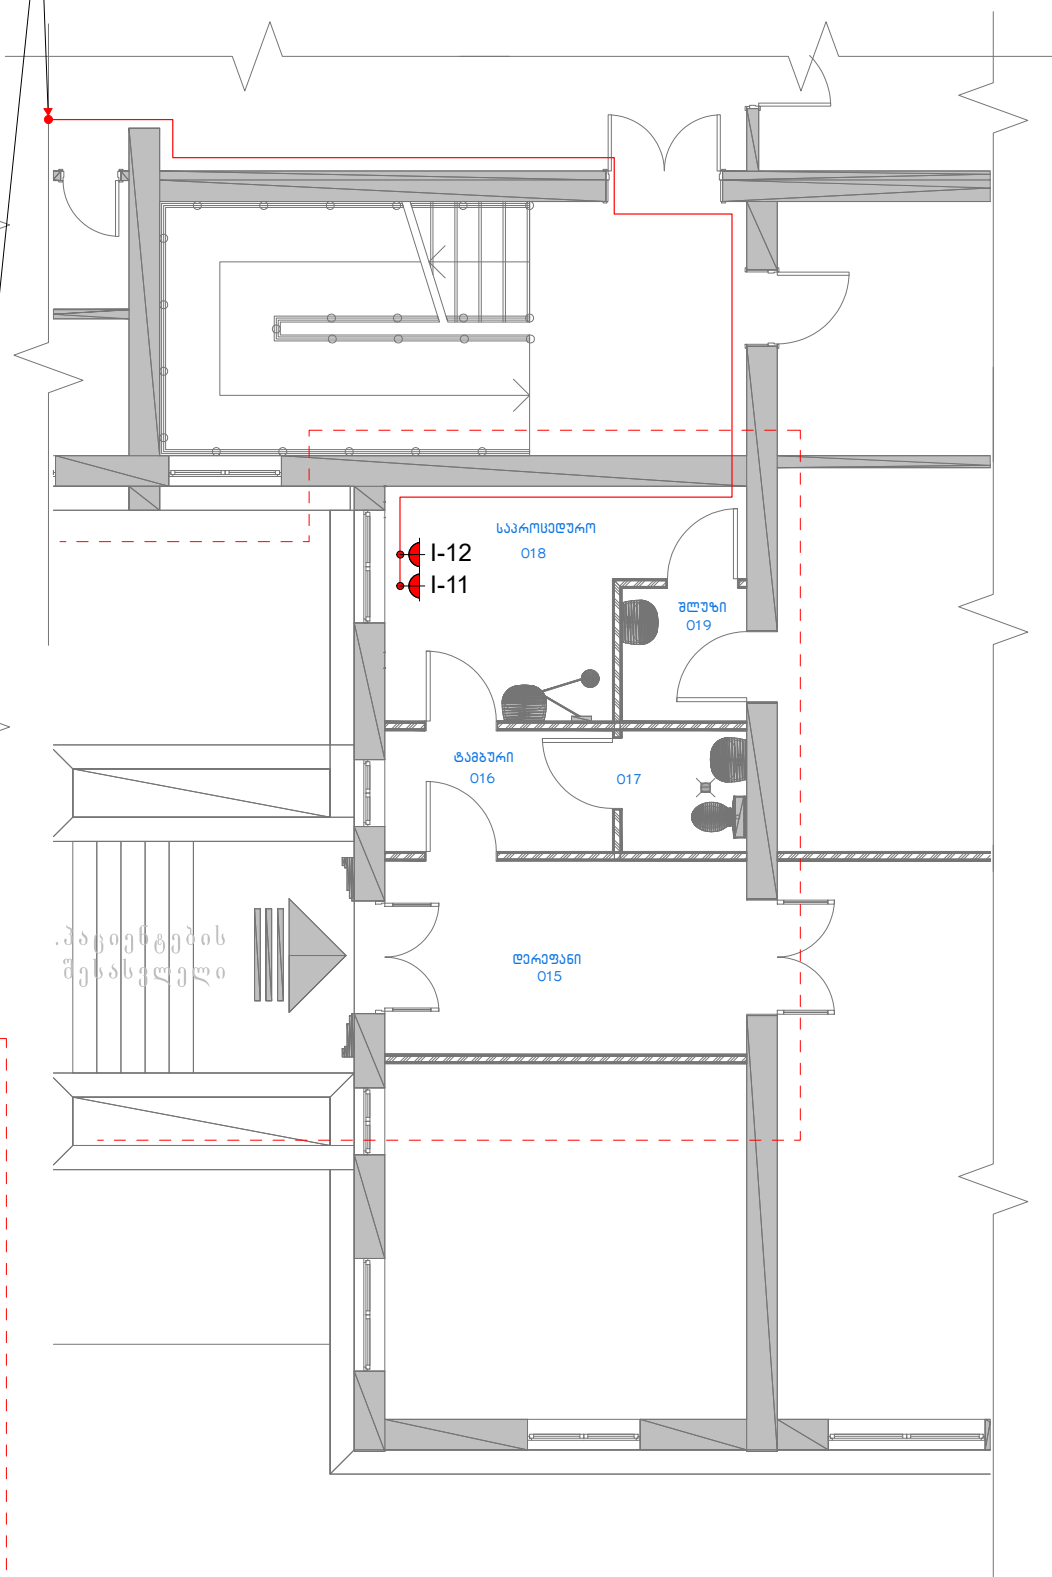 საპროცედურო
018
I-12
I-11
შლუზი
019
ტამბური
016
017
.პაციენტების
შესასვლელი
დერეფანი
015